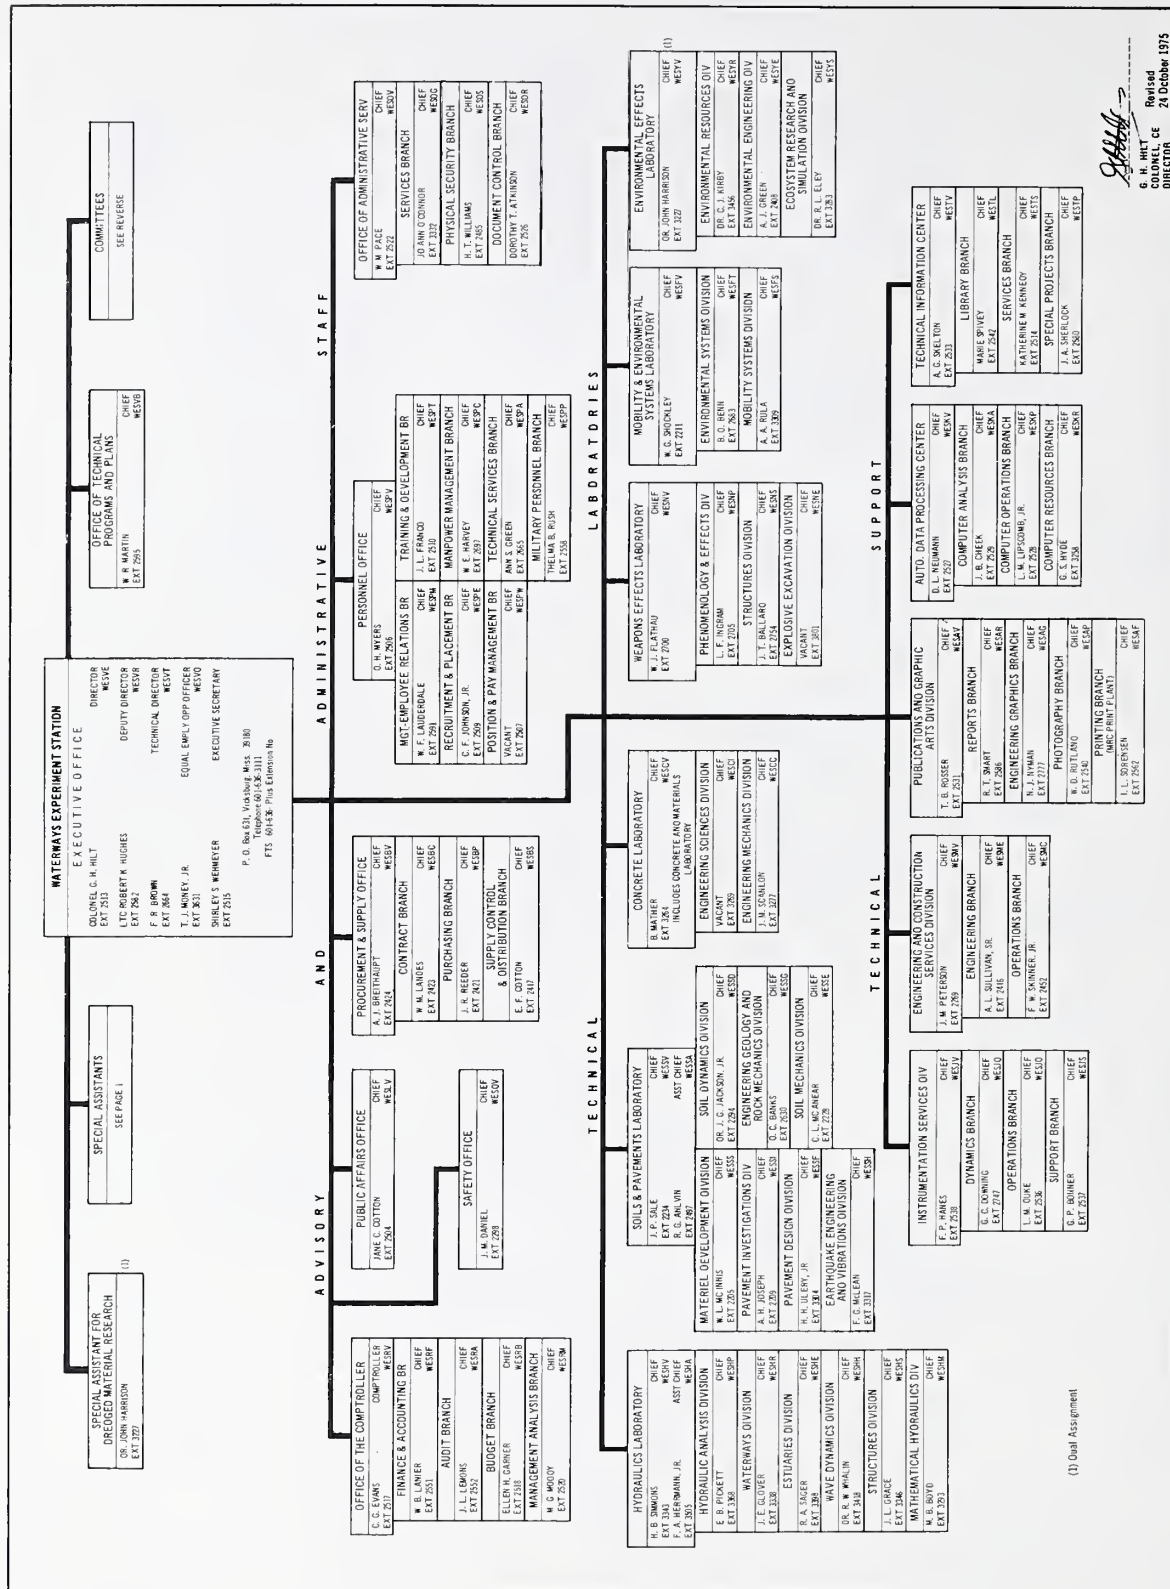 WATERWAYS EXPERIMENT STATION
EXECUTIVE OFFICE
COLONEL G. H. HILT DIRECTOR
EXT 2513 WESVE
LTC ROBERT K HUGHES DEPUTY DIRECTOR
EXT 2562 WESVR
F. R BROWN TECHNICAL DIRECTOR
EXT 2664 WESVT
T. J. MONEY, JR. EQUAL EMPLY OPP OFFICER
EXT 3631 WESVO
SHIRLEY S WEHMEYER EXECUTIVE SECRETARY
EXT 2515
P. O. Box 631, Vicksburg, Miss. 39180
Telephone 601-636-3111
FTS 601-636- Plus Extension No
SPECIAL ASSISTANT FOR
DREDGED MATERIAL RESEARCH
DR. JOHN HARRISON (1)
EXT 3227
SPECIAL ASSISTANTS
SEE PAGE I
OFFICE OF TECHNICAL
PROGRAMS AND PLANS
W. R MARTIN CHIEF
EXT 2595 WESVB
COMMITTEES
SEE REVERSE
ADVISORY AND ADMINISTRATIVE STAFF
OFFICE OF THE COMPTROLLER
C. G. EVANS COMPTROLLER
EXT 2517 WESRV
FINANCE & ACCOUNTING BR
W B. LANIER CHIEF
EXT 2551 WESRF
AUDIT BRANCH
J. L. LEMONS CHIEF
EXT 2552 WESRA
BUDGET BRANCH
ELLEN H. GARNER CHIEF
EXT 2518 WESRB
MANAGEMENT ANALYSIS BRANCH
M G MOODY CHIEF
EXT 2520 WESRM
PUBLIC AFFAIRS OFFICE
JANE C COTTON CHIEF
EXT 2504 WESLV
SAFETY OFFICE
J. M. DANIEL CHIEF
EXT 2298 WESOV
PROCUREMENT & SUPPLY OFFICE
A. J. BREITHAUPT CHIEF
EXT 2424 WESBV
CONTRACT BRANCH
W M. LANDES CHIEF
EXT 2423 WESBC
PURCHASING BRANCH
J. R. REEDER CHIEF
EXT 2421 WESBP
SUPPLY CONTROL
& DISTRIBUTION BRANCH
E. F. COTTON CHIEF
EXT 2417 WESBS
PERSONNEL OFFICE
O. H. MYERS CHIEF
EXT 2506 WESPV
MGT-EMPLOYEE RELATIONS BR
W. F. LAUDERDALE CHIEF
EXT 2591 WESPM
RECRUITMENT & PLACEMENT BR
C. F. JOHNSON, JR. CHIEF
EXT 2509 WESPE
POSITION & PAY MANAGEMENT BR
VACANT CHIEF
EXT 2507 WESPW
TRAINING & DEVELOPMENT BR
J. L. FRANCO CHIEF
EXT 2510 WESPT
MANPOWER MANAGEMENT BRANCH
W E. HARVEY CHIEF
EXT 2697 WESPC
TECHNICAL SERVICES BRANCH
ANN S. GREEN CHIEF
EXT 2665 WESPA
MILITARY PERSONNEL BRANCH
THELMA B. RUSH CHIEF
EXT 2558 WESPP
OFFICE OF ADMINISTRATIVE SERV
W M PACE CHIEF
EXT 2522 WESDV
SERVICES BRANCH
JO ANN O CONNOR CHIEF
EXT 3332 WESOG
PHYSICAL SECURITY BRANCH
H. T. WILLIAMS CHIEF
EXT 2485 WESOS
DOCUMENT CONTROL BRANCH
DOROTHY T. ATKINSON CHIEF
EXT 2526 WESOR
TECHNICAL LABORATORIES
HYDRAULICS LABORATORY
H. B SIMMONS CHIEF
EXT 3343 WESHV
F. A. HERRMANN, JR. ASST CHIEF
EXT 3505 WESHA
HYDRAULIC ANALYSIS DIVISION
E B. PICKETT CHIEF
EXT 3368 WESHP
WATERWAYS DIVISION
J. E GLOVER CHIEF
EXT 3338 WESHR
ESTUARIES DIVISION
R. A. SAGER CHIEF
EXT 3398 WESHE
WAVE DYNAMICS DIVISION
DR. R. W WHALIN CHIEF
EXT 3418 WESHH
STRUCTURES DIVISION
J. L. GRACE CHIEF
EXT 3346 WESHS
MATHEMATICAL HYDRAULICS DIV
M. B. BOYD CHIEF
EXT 3293 WESHM
SOILS & PAVEMENTS LABORATORY
J. P. SALE CHIEF
EXT 2234 WESSV
R. G. AHLVIN ASST CHIEF
EXT 2497 WESSA
MATERIEL DEVELOPMENT DIVISION
W. L. MC INNIS CHIEF
EXT 2205 WESSS
PAVEMENT INVESTIGATIONS DIV
A. H. JOSEPH CHIEF
EXT 2209 WESSI
PAVEMENT DESIGN DIVISION
H. H. ULERY, JR CHIEF
EXT 3304 WESSF
EARTHQUAKE ENGINEERING
AND VIBRATIONS DIVISION
F. G. McLEAN CHIEF
EXT 3317 WESSH
SOIL DYNAMICS DIVISION
DR. J. G. JACKSON, JR. CHIEF
EXT 2294 WESSD
ENGINEERING GEOLOGY AND
ROCK MECHANICS DIVISION
D. C. BANKS CHIEF
EXT 2630 WESSG
SOIL MECHANICS DIVISION
C. L. MC ANEAR CHIEF
EXT 2228 WESSE
CONCRETE LABORATORY
B. MATHER CHIEF
EXT 3264 WESCV
INCLUDES CONCRETE AND MATERIALS
LABORATORY
ENGINEERING SCIENCES DIVISION
VACANT CHIEF
EXT 3269 WESCI
ENGINEERING MECHANICS DIVISION
J. M. SCANLON CHIEF
EXT 3277 WESCC
WEAPONS EFFECTS LABORATORY
W. J. FLATHAU CHIEF
EXT 2700 WESNV
PHENOMENOLOGY & EFFECTS DIV
L. F. INGRAM CHIEF
EXT 2705 WESNP
STRUCTURES DIVISION
J. T. BALLARD CHIEF
EXT 2754 WESNS
EXPLOSIVE EXCAVATION DIVISION
VACANT CHIEF
EXT 3801 WESNE
MOBILITY & ENVIRONMENTAL
SYSTEMS LABORATORY
W. G. SHOCKLEY CHIEF
EXT 2211 WESFV
ENVIRONMENTAL SYSTEMS DIVISION
B. O. BENN CHIEF
EXT 2683 WESFT
MOBILITY SYSTEMS DIVISION
A. A. RULA CHIEF
EXT 3309 WESFS
ENVIRONMENTAL EFFECTS
LABORATORY
DR. JOHN HARRISON CHIEF (1)
EXT 3227 WESYV
ENVIRONMENTAL RESOURCES DIV
DR. C. J. KIRBY CHIEF
EXT 3456 WESYR
ENVIRONMENTAL ENGINEERING DIV
A. J. GREEN CHIEF
WESYE
ECOSYSTEM RESEARCH AND
SIMULATION DIVISION
DR. R. L. ELEY CHIEF
WESYS
TECHNICAL SUPPORT
INSTRUMENTATION SERVICES DIV
F. P. HANES CHIEF
EXT 2538 WESJV
DYNAMICS BRANCH
G. C. DOWNING CHIEF
EXT 2747 WESJD
OPERATIONS BRANCH
L. M. DUKE CHIEF
EXT 2536 WESJO
SUPPORT BRANCH
G. P. BONNER CHIEF
EXT 2537 WESJS
ENGINEERING AND CONSTRUCTION
SERVICES DIVISION
J. M PETERSON CHIEF
EXT 2269 WESMV
ENGINEERING BRANCH
A. L. SULLIVAN, SR. CHIEF
EXT 2416 WESME
OPERATIONS BRANCH
F W. SKINNER, JR. CHIEF
EXT 2452 WESMC
PUBLICATIONS AND GRAPHIC
ARTS DIVISION
T. B. ROSSER CHIEF
EXT 2531 WESAV
REPORTS BRANCH
R. T. SMART CHIEF
EXT 2586 WESAR
ENGINEERING GRAPHICS BRANCH
N. J. NYMAN CHIEF
EXT 2777 WESAG
PHOTOGRAPHY BRANCH
W. D. RUTLAND CHIEF
EXT 2540 WESAP
PRINTING BRANCH
(MRC PRINT PLANT)
I. L. SORENSEN CHIEF
EXT 2562 WESAF
AUTO. DATA PROCESSING CENTER
D. L. NEUMANN CHIEF
EXT 2527 WESKV
COMPUTER ANALYSIS BRANCH
J. B. CHEEK CHIEF
EXT 2529 WESKA
COMPUTER OPERATIONS BRANCH
L. M. LIPSCOMB, JR. CHIEF
EXT 2528 WESKP
COMPUTER RESOURCES BRANCH
G. S. HYDE CHIEF
EXT 3258 WESKR
TECHNICAL INFORMATION CENTER
A. G. SKELTON CHIEF
EXT 2533 WESTV
LIBRARY BRANCH
MARIE SPIVEY CHIEF
EXT 2542 WESTL
SERVICES BRANCH
KATHERINE M. KENNEDY CHIEF
EXT 2514 WESTS
SPECIAL PROJECTS BRANCH
J. A. SHERLOCK CHIEF
EXT 2560 WESTP
(1) Dual Assignment
G. H. HILT
COLONEL, CE
DIRECTOR
Revised
24 October 1975